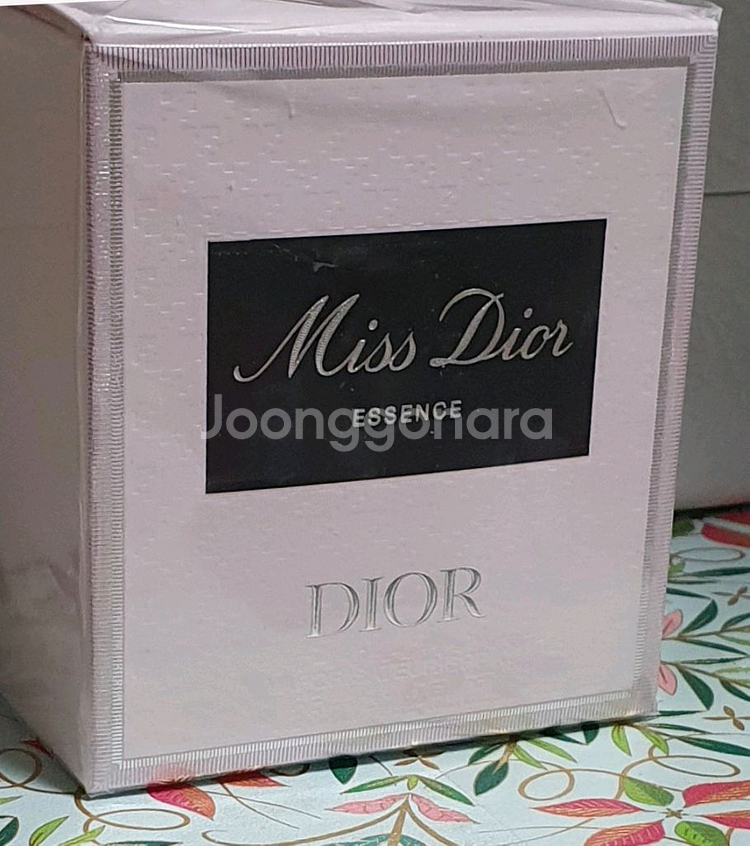 Miss Dior
ESSENCE
Joonggonara
DIOR